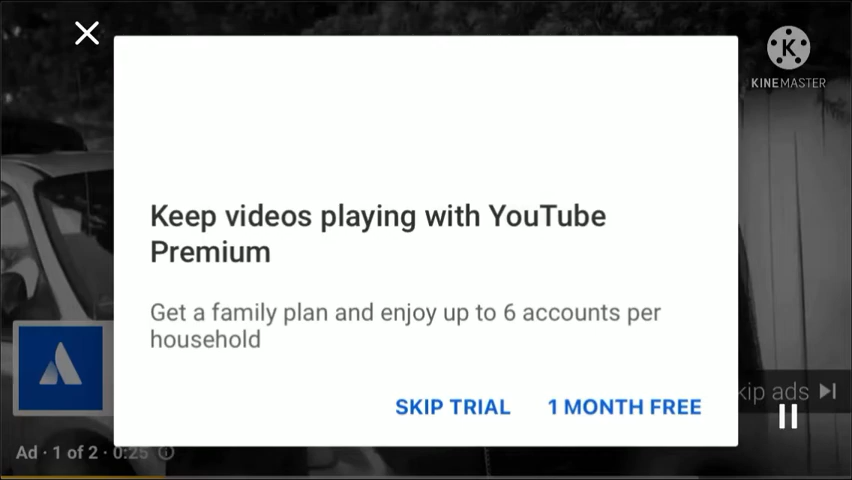 KINEMASTER
Keep videos playing with YouTube
Premium
Get a family plan and enjoy up to 6 accounts per
household
SKIP TRIAL 1 MONTH FREE
kip ads
Ad · 1 of 2 · 0:25